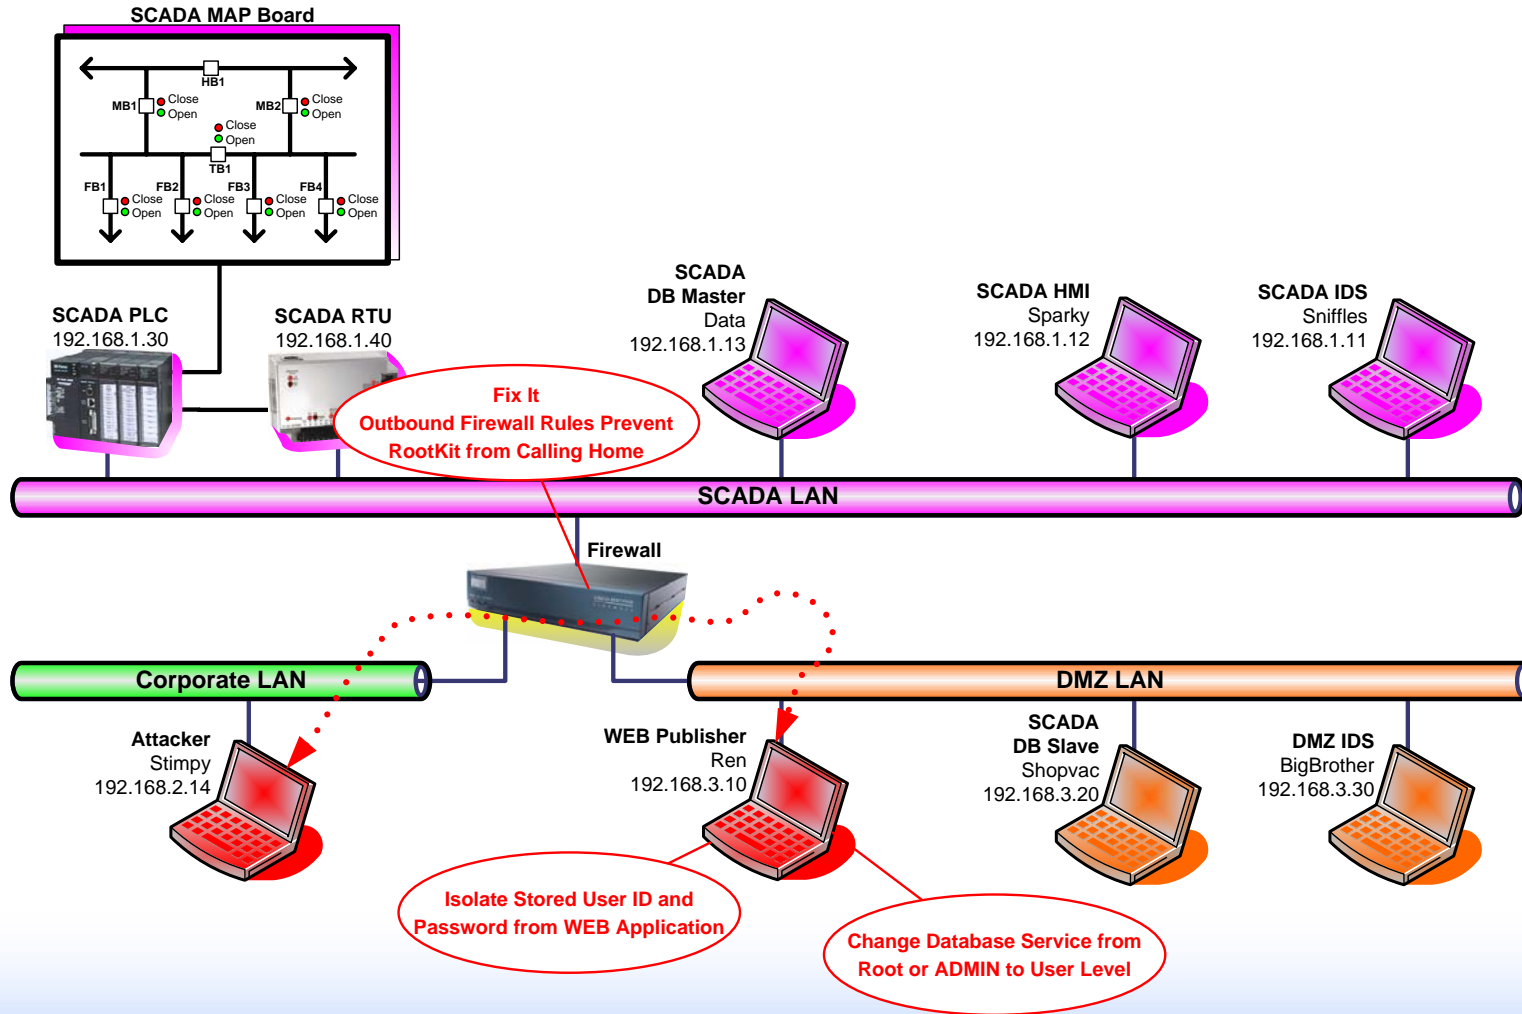 SCADA MAP Board
HB1
MB1
Close
Open
MB2
Close
Open
Close
Open
TB1
FB1
Close
Open
FB2
Close
Open
FB3
Close
Open
FB4
Close
Open
SCADA PLC
192.168.1.30
SCADA RTU
192.168.1.40
SCADA
DB Master
Data
192.168.1.13
SCADA HMI
Sparky
192.168.1.12
SCADA IDS
Sniffles
192.168.1.11
Fix It
Outbound Firewall Rules Prevent
RootKit from Calling Home
SCADA LAN
Firewall
Corporate LAN
DMZ LAN
Attacker
Stimpy
192.168.2.14
WEB Publisher
Ren
192.168.3.10
SCADA
DB Slave
Shopvac
192.168.3.20
DMZ IDS
BigBrother
192.168.3.30
Isolate Stored User ID and
Password from WEB Application
Change Database Service from
Root or ADMIN to User Level